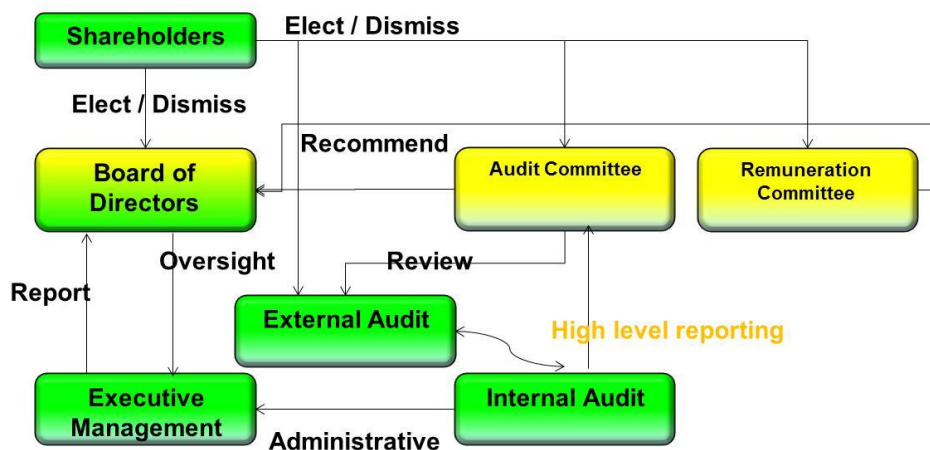 Shareholders
Elect / Dismiss
Elect / Dismiss
Recommend
Board of
Directors
Audit Committee
Remuneration
Committee
Oversight
Review
Report
External Audit
High level reporting
Executive
Management
Internal Audit
Administrative